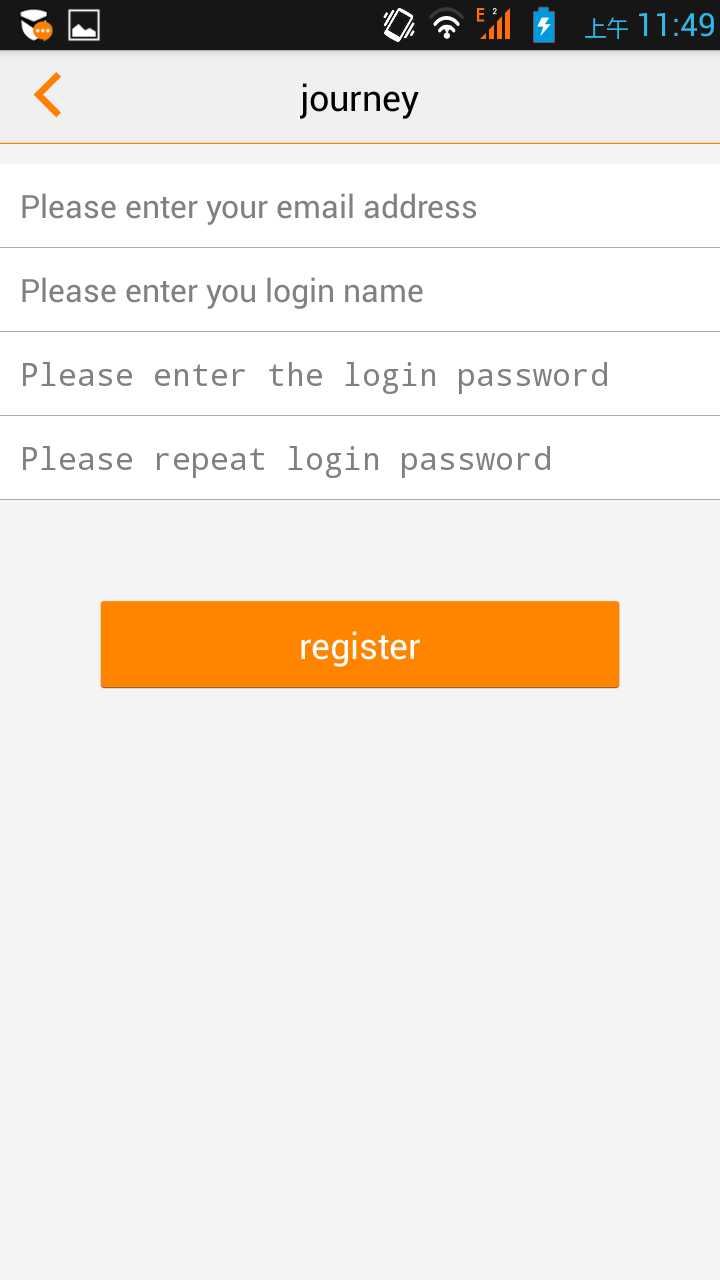 E 2 上午 11:49
journey
Please enter your email address
Please enter you login name
Please enter the login password
Please repeat login password
register